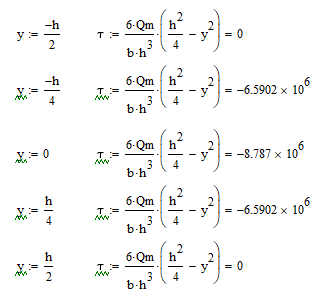 y := -h/2 τ := 6·Qm/b·h^3·(h^2/4 − y^2) = 0
y := -h/4 τ := 6·Qm/b·h^3·(h^2/4 − y^2) = −6.5902 × 10^6
y := 0 τ := 6·Qm/b·h^3·(h^2/4 − y^2) = −8.787 × 10^6
y := h/4 τ := 6·Qm/b·h^3·(h^2/4 − y^2) = −6.5902 × 10^6
y := h/2 τ := 6·Qm/b·h^3·(h^2/4 − y^2) = 0